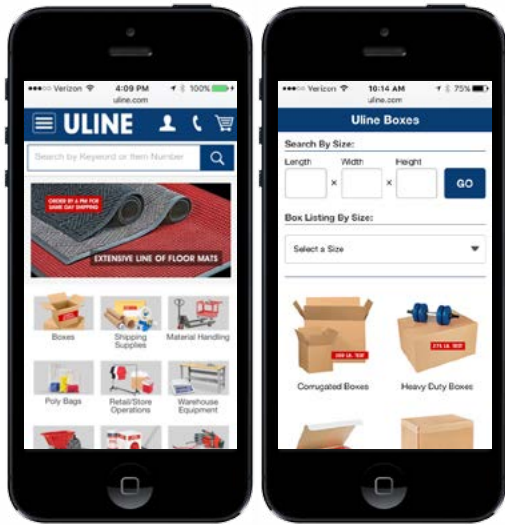 Verizon 4:09 PM 100%
uline.com
ULINE
Search by Keyword or Item Number
ORDER BY 6 PM FOR
SAME DAY SHIPPING
EXTENSIVE LINE OF FLOOR MATS
Boxes
Shipping
Supplies
Material Handling
Poly Bags
Retail/Store
Operations
Warehouse
Equipment
Verizon 10:14 AM 75%
uline.com
Uline Boxes
Search By Size:
Length Width Height
× × GO
Box Listing By Size:
Select a Size
275 LB. TEST
Corrugated Boxes
Heavy Duty Boxes